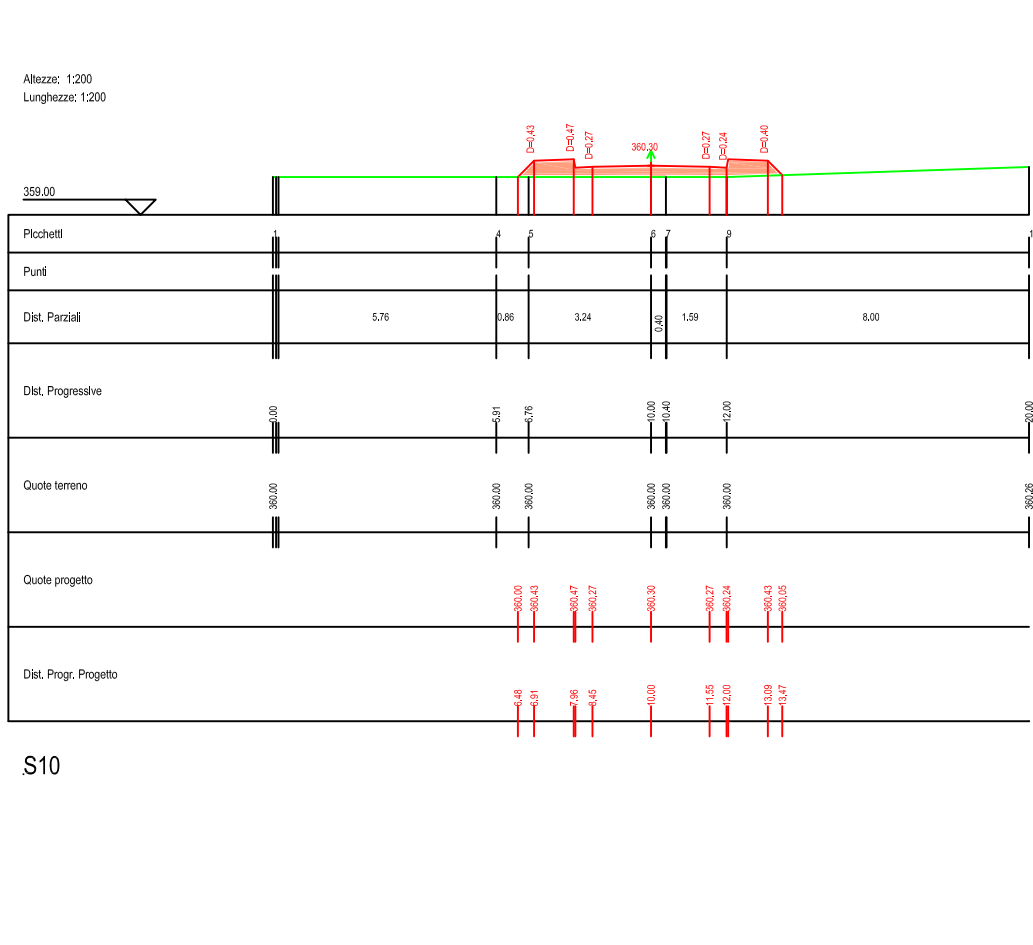 Altezze: 1:200
Lunghezze: 1:200
D=0.43 D=0.47 D=0.27 360.30 D=0.27 D=0.24 D=0.40
359.00
Picchetti 1 4 5 6 7 9 1
Punti
Dist. Parziali 5.76 0.86 3.24 0.40 1.59 8.00
Dist. Progressive 0.00 5.91 6.76 10.00 10.40 12.00 20.00
Quote terreno 360.00 360.00 360.00 360.00 360.00 360.00 360.26
Quote progetto 360.00 360.43 360.47 360.27 360.30 360.27 360.24 360.43 360.05
Dist. Progr. Progetto 6.48 6.91 7.96 8.45 10.00 11.55 12.00 13.09 13.47
S10